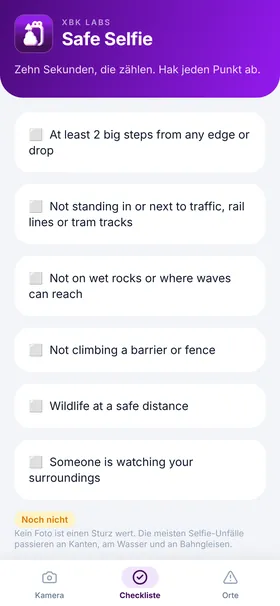 XBK LABS
Safe Selfie
Zehn Sekunden, die zählen. Hak jeden Punkt ab.
At least 2 big steps from any edge or
drop
Not standing in or next to traffic, rail
lines or tram tracks
Not on wet rocks or where waves
can reach
Not climbing a barrier or fence
Wildlife at a safe distance
Someone is watching your
surroundings
Noch nicht
Kein Foto ist einen Sturz wert. Die meisten Selfie-Unfälle
passieren an Kanten, am Wasser und an Bahngleisen.
Kamera
Checkliste
Orte